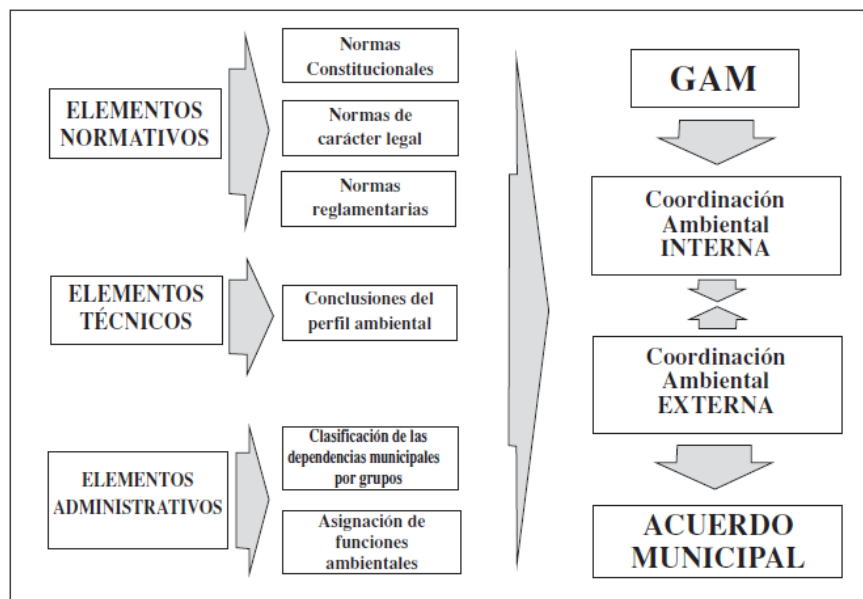 ELEMENTOS
NORMATIVOS
Normas
Constitucionales
Normas de
carácter legal
Normas
reglamentarias
ELEMENTOS
TÉCNICOS
Conclusiones del
perfil ambiental
ELEMENTOS
ADMINISTRATIVOS
Clasificación de las
dependencias municipales
por grupos
Asignación de
funciones
ambientales
GAM
Coordinación
Ambiental
INTERNA
Coordinación
Ambiental
EXTERNA
ACUERDO
MUNICIPAL